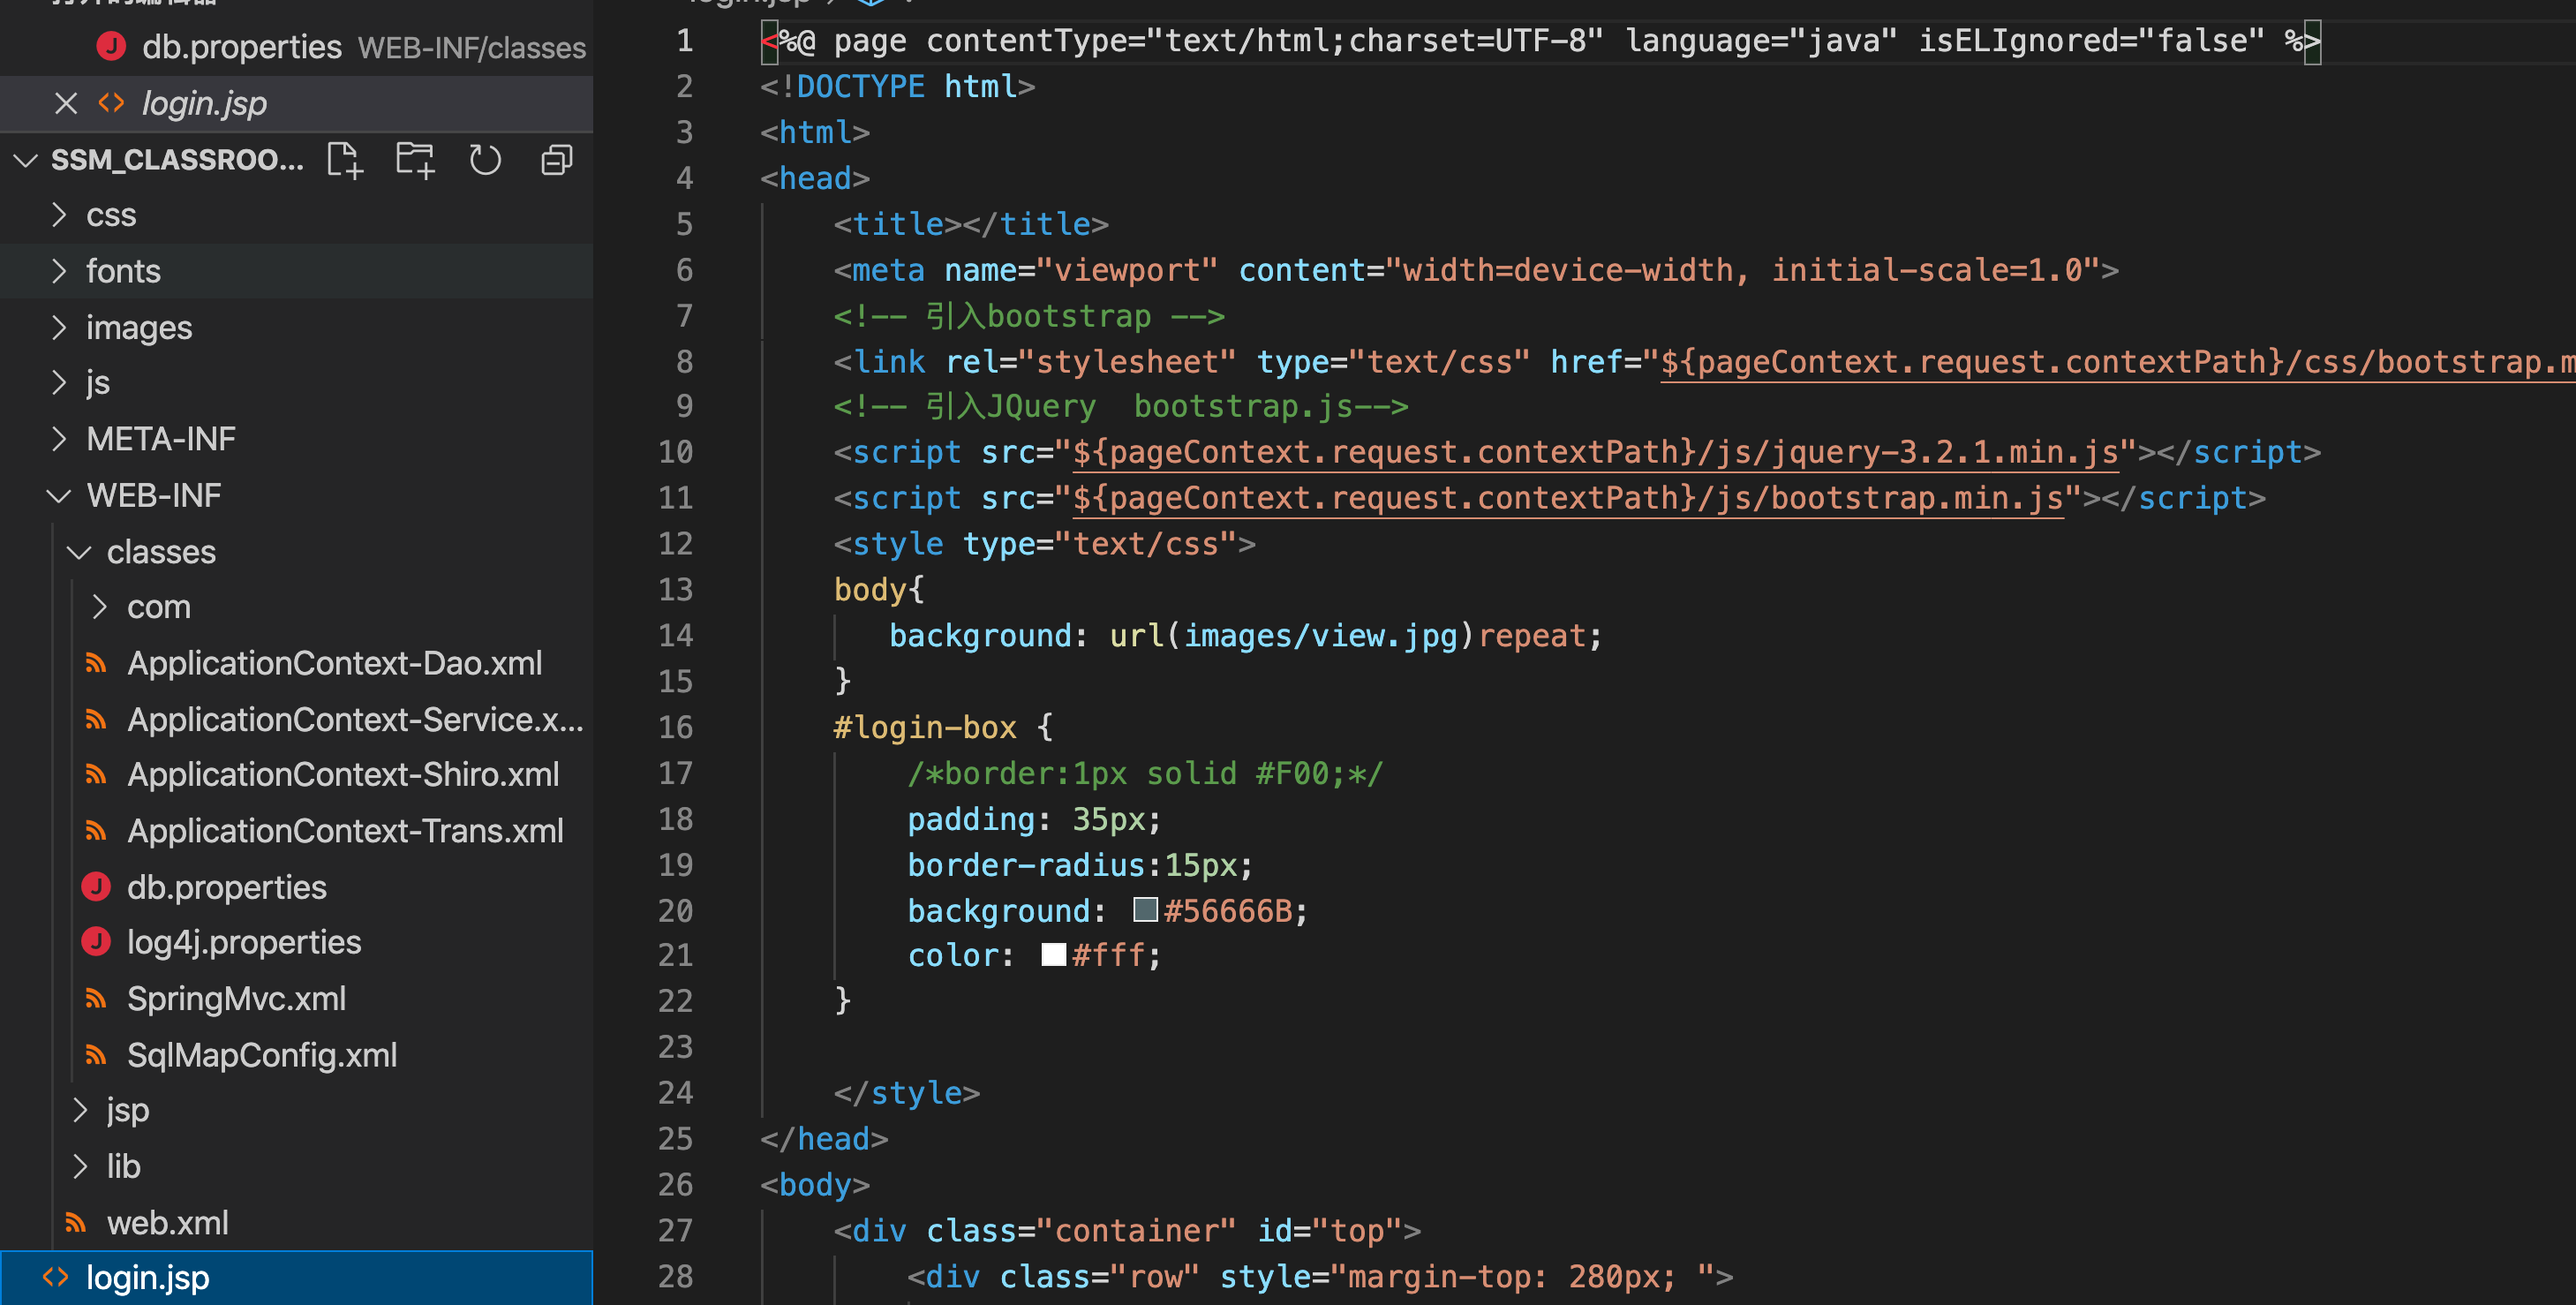 db.properties WEB-INF/classes
login.jsp
SSM_CLASSROO...
css
fonts
images
js
META-INF
WEB-INF
classes
com
ApplicationContext-Dao.xml
ApplicationContext-Service.x...
ApplicationContext-Shiro.xml
ApplicationContext-Trans.xml
db.properties
log4j.properties
SpringMvc.xml
SqlMapConfig.xml
jsp
lib
web.xml
login.jsp
1 <%@ page contentType="text/html;charset=UTF-8" language="java" isELIgnored="false" %>
2 <!DOCTYPE html>
3 <html>
4 <head>
5 <title></title>
6 <meta name="viewport" content="width=device-width, initial-scale=1.0">
7 <!-- 引入bootstrap -->
8 <link rel="stylesheet" type="text/css" href="${pageContext.request.contextPath}/css/bootstrap.m
9 <!-- 引入JQuery  bootstrap.js-->
10 <script src="${pageContext.request.contextPath}/js/jquery-3.2.1.min.js"></script>
11 <script src="${pageContext.request.contextPath}/js/bootstrap.min.js"></script>
12 <style type="text/css">
13 body{
14 background: url(images/view.jpg)repeat;
15 }
16 #login-box {
17 /*border:1px solid #F00;*/
18 padding: 35px;
19 border-radius:15px;
20 background: #56666B;
21 color: #fff;
22 }
23
24 </style>
25 </head>
26 <body>
27 <div class="container" id="top">
28 <div class="row" style="margin-top: 280px; ">